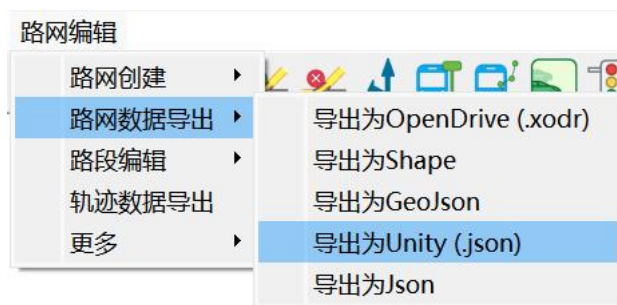 路网编辑
路网创建
路网数据导出
路段编辑
轨迹数据导出
更多
导出为OpenDrive (.xodr)
导出为Shape
导出为GeoJson
导出为Unity (.json)
导出为Json